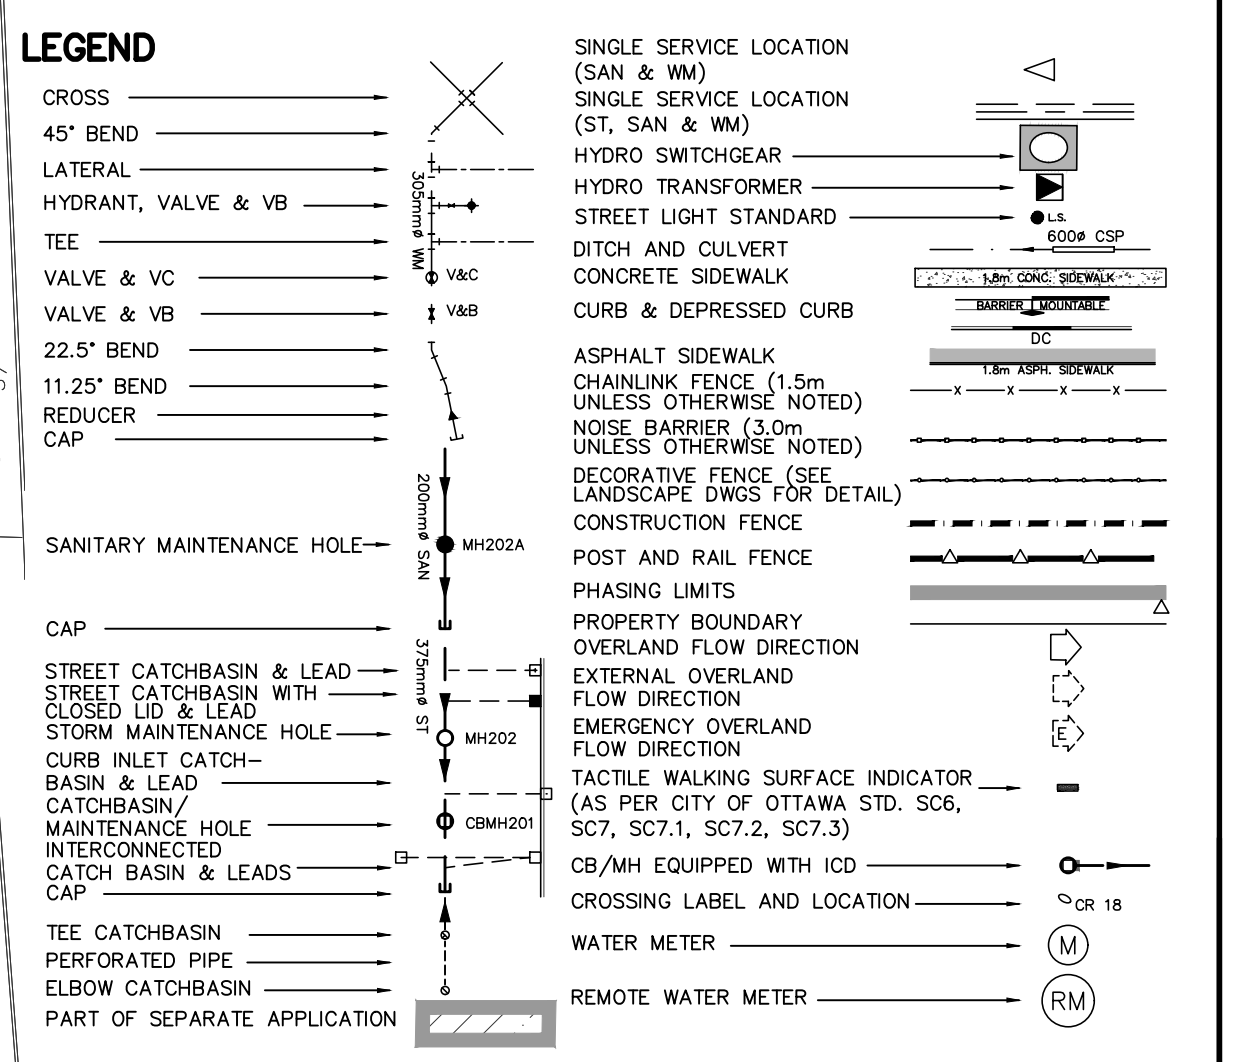 LEGEND
CROSS
45° BEND
LATERAL
HYDRANT, VALVE & VB
TEE
VALVE & VC
VALVE & VB
22.5° BEND
11.25° BEND
REDUCER
CAP
SANITARY MAINTENANCE HOLE
CAP
STREET CATCHBASIN & LEAD
STREET CATCHBASIN WITH
CLOSED LID & LEAD
STORM MAINTENANCE HOLE
CURB INLET CATCH-
BASIN & LEAD
CATCHBASIN/
MAINTENANCE HOLE
INTERCONNECTED
CATCH BASIN & LEADS
CAP
TEE CATCHBASIN
PERFORATED PIPE
ELBOW CATCHBASIN
PART OF SEPARATE APPLICATION
305mmø WM
V&C
V&B
200mmø SAN
MH202A
375mmø ST
MH202
CBMH201
SINGLE SERVICE LOCATION
(SAN & WM)
SINGLE SERVICE LOCATION
(ST, SAN & WM)
HYDRO SWITCHGEAR
HYDRO TRANSFORMER
STREET LIGHT STANDARD
L.S.
DITCH AND CULVERT
600ø CSP
CONCRETE SIDEWALK
1.8m CONC. SIDEWALK
CURB & DEPRESSED CURB
BARRIER MOUNTABLE
DC
ASPHALT SIDEWALK
1.8m ASPH. SIDEWALK
CHAINLINK FENCE (1.5m
UNLESS OTHERWISE NOTED)
X X X X
NOISE BARRIER (3.0m
UNLESS OTHERWISE NOTED)
DECORATIVE FENCE (SEE
LANDSCAPE DWGS FOR DETAIL)
CONSTRUCTION FENCE
POST AND RAIL FENCE
PHASING LIMITS
PROPERTY BOUNDARY
OVERLAND FLOW DIRECTION
EXTERNAL OVERLAND
FLOW DIRECTION
EMERGENCY OVERLAND
FLOW DIRECTION
E
TACTILE WALKING SURFACE INDICATOR
(AS PER CITY OF OTTAWA STD. SC6,
SC7, SC7.1, SC7.2, SC7.3)
CB/MH EQUIPPED WITH ICD
CROSSING LABEL AND LOCATION
CR 18
WATER METER
M
REMOTE WATER METER
RM